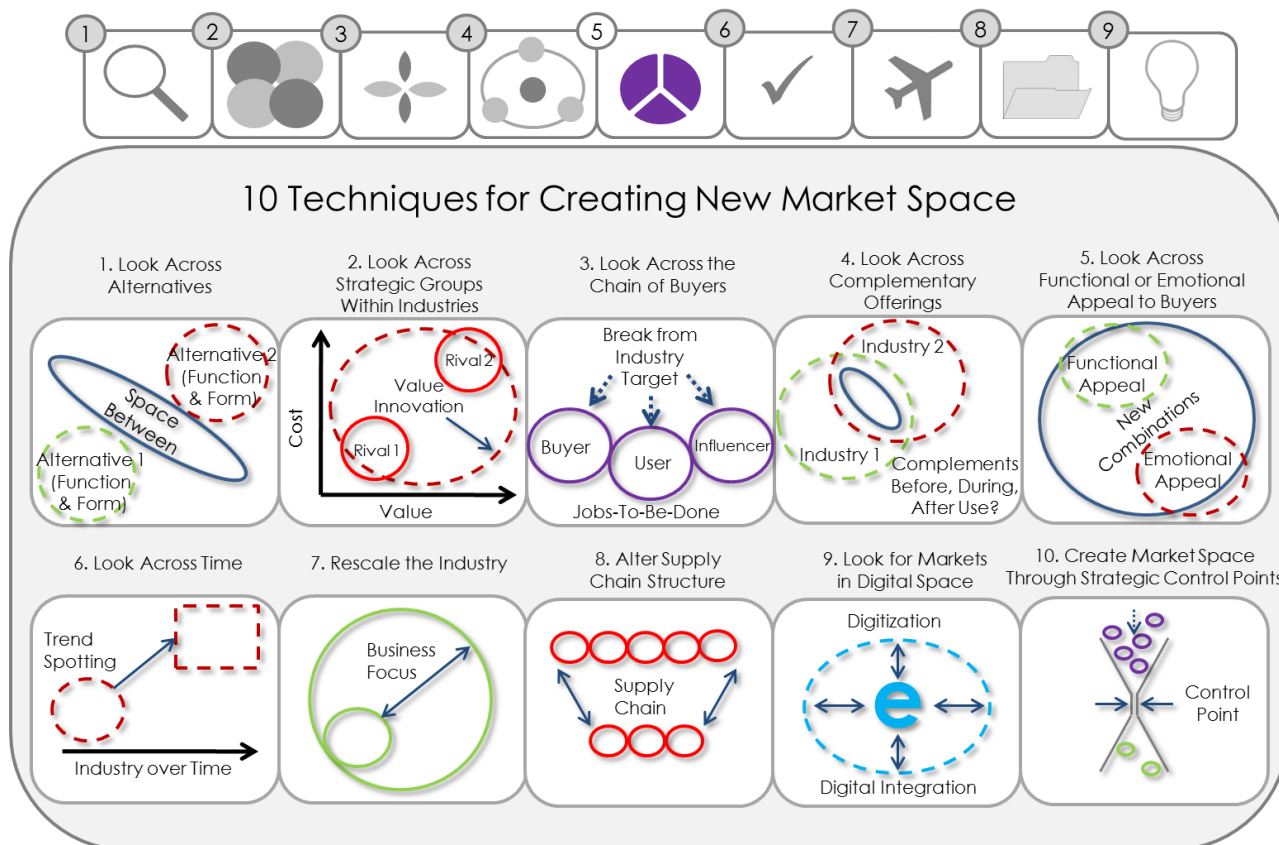 1
2
3
4
5
6
7
8
9
10 Techniques for Creating New Market Space
1. Look Across
Alternatives
Alternative 2
(Function
& Form)
Space
Between
Alternative 1
(Function
& Form)
2. Look Across
Strategic Groups
Within Industries
Cost
Rival 2
Value
Innovation
Rival 1
Value
3. Look Across the
Chain of Buyers
Break from
Industry
Target
Buyer
User
Influencer
Jobs-To-Be-Done
4. Look Across
Complementary
Offerings
Industry 2
Industry 1
Complements
Before, During,
After Use?
5. Look Across
Functional or Emotional
Appeal to Buyers
Functional
Appeal
New
Combinations
Emotional
Appeal
6. Look Across Time
Trend
Spotting
Industry over Time
7. Rescale the Industry
Business
Focus
8. Alter Supply
Chain Structure
Supply
Chain
9. Look for Markets
in Digital Space
Digitization
e
Digital Integration
10. Create Market Space
Through Strategic Control Points
Control
Point